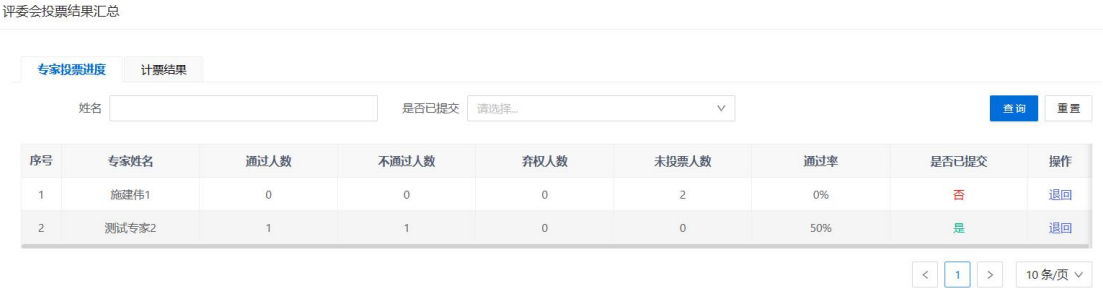 评委会投票结果汇总
专家投票进度 计票结果
姓名 是否已提交 请选择... 查询 重置
序号 专家姓名 通过人数 不通过人数 弃权人数 未投票人数 通过率 是否已提交 操作
1 施建伟1 0 0 0 2 0% 否 退回
2 测试专家2 1 1 0 0 50% 是 退回
< 1 > 10 条/页